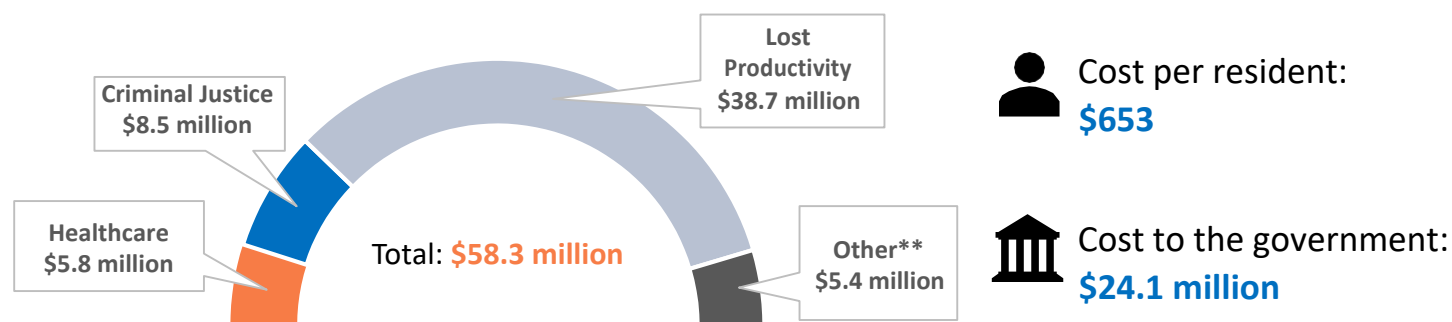 Lost
Productivity
$38.7 million
Criminal Justice
$8.5 million
Healthcare
$5.8 million
Total: $58.3 million
Other**
$5.4 million
Cost per resident:
$653
Cost to the government:
$24.1 million